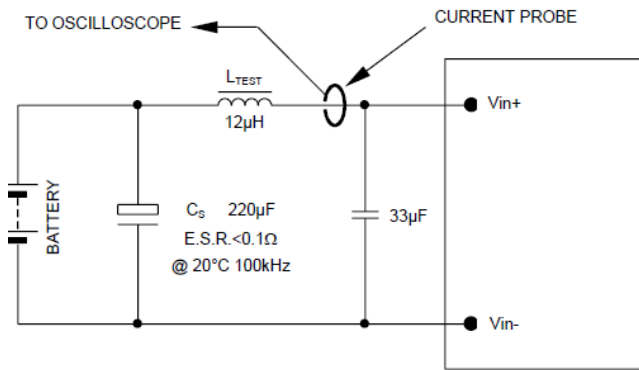 TO OSCILLOSCOPE
CURRENT PROBE
LTEST
12µH
Vin+
BATTERY
Cs 220µF
E.S.R.<0.1Ω
@ 20°C 100kHz
33µF
Vin-